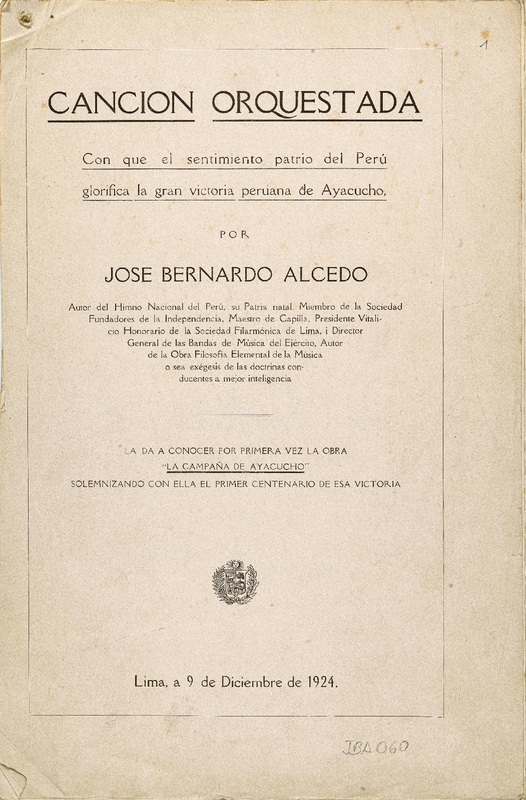 1
CANCION ORQUESTADA
Con que el sentimiento patrio del Perú
glorifica la gran victoria peruana de Ayacucho,
POR
JOSE BERNARDO ALCEDO
Autor del Himno Nacional del Perú, su Patria natal, Miembro de la Sociedad
Fundadores de la Independencia, Maestro de Capilla, Presidente Vitali-
cio Honorario de la Sociedad Filarmónica de Lima, i Director
General de las Bandas de Música del Ejército, Autor
de la Obra Filosofía Elemental de la Música
o sea exégesis de las doctrinas con-
ducentes a mejor inteligencia
LA DA A CONOCER POR PRIMERA VEZ LA OBRA
"LA CAMPAÑA DE AYACUCHO"
SOLEMNIZANDO CON ELLA EL PRIMER CENTENARIO DE ESA VICTORIA
Lima, a 9 de Diciembre de 1924.
JBA 060